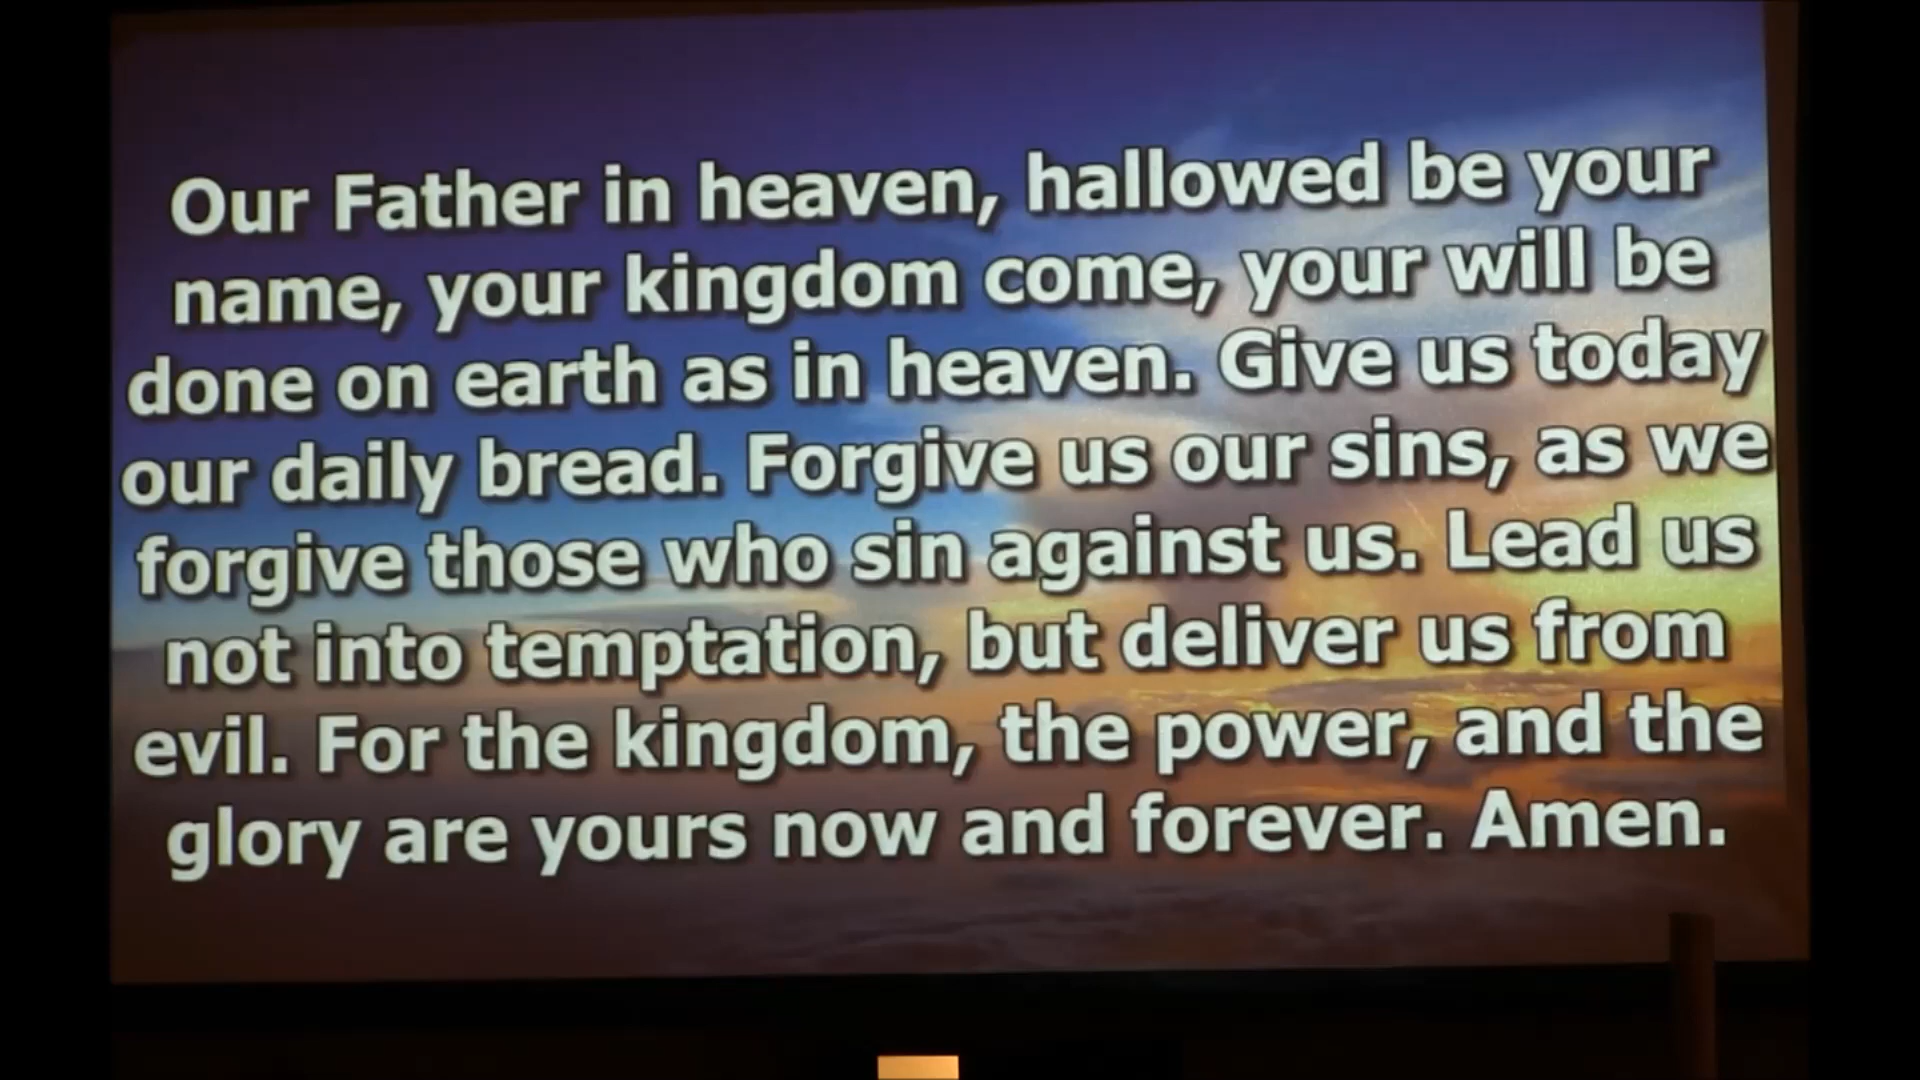 Our Father in heaven, hallowed be your
name, your kingdom come, your will be
done on earth as in heaven. Give us today
our daily bread. Forgive us our sins, as we
forgive those who sin against us. Lead us
not into temptation, but deliver us from
evil. For the kingdom, the power, and the
glory are yours now and forever. Amen.